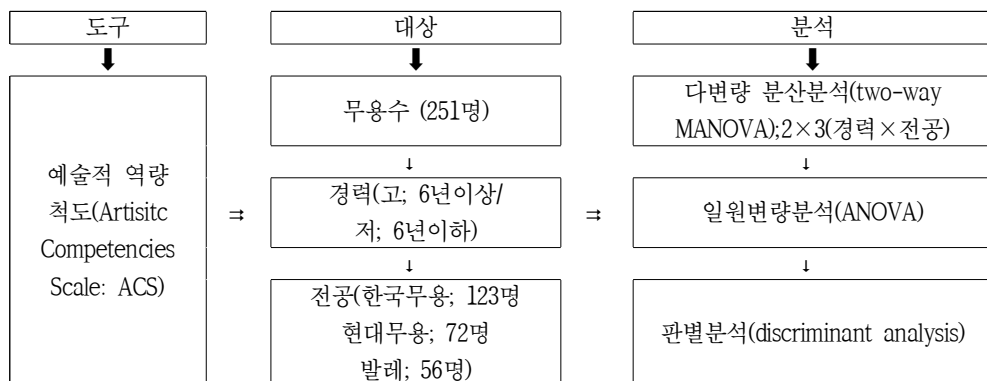 도구
대상
분석
예술적 역량
척도(Artisitc
Competencies
Scale: ACS)
무용수 (251명)
경력(고; 6년이상/
저; 6년이하)
전공(한국무용; 123명
현대무용; 72명
발레; 56명)
다변량 분산분석(two-way
MANOVA);2×3(경력×전공)
일원변량분석(ANOVA)
판별분석(discriminant analysis)